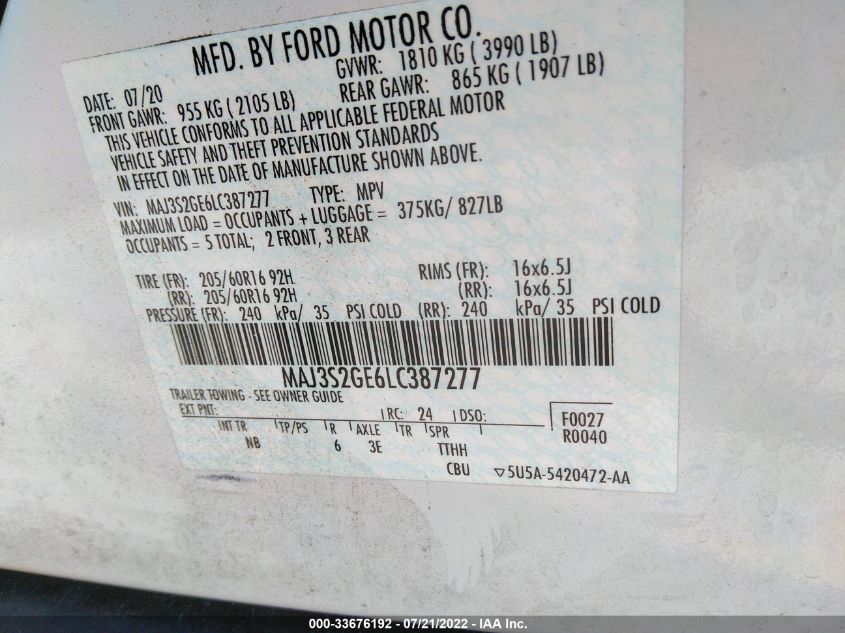 MFD. BY FORD MOTOR CO.
DATE: 07/20 GVWR: 1810 KG ( 3990 LB)
FRONT GAWR: 955 KG ( 2105 LB) REAR GAWR: 865 KG ( 1907 LB)
THIS VEHICLE CONFORMS TO ALL APPLICABLE FEDERAL MOTOR
VEHICLE SAFETY AND THEFT PREVENTION STANDARDS
IN EFFECT ON THE DATE OF MANUFACTURE SHOWN ABOVE.
VIN: MAJ3S2GE6LC387277 TYPE: MPV
MAXIMUM LOAD = OCCUPANTS + LUGGAGE = 375KG/ 827LB
OCCUPANTS = 5 TOTAL; 2 FRONT, 3 REAR
TIRE (FR): 205/60R16 92H RIMS (FR): 16x6.5J
(RR): 205/60R16 92H (RR): 16x6.5J
PRESSURE (FR): 240 kPa/ 35 PSI COLD (RR): 240 kPa/ 35 PSI COLD
MAJ3S2GE6LC387277
TRAILER TOWING - SEE OWNER GUIDE
EXT PNT: RC: 24 DSO: F0027
INT TR TP/PS R AXLE TR SPR R0040
NB 6 3E TTHH
CBU ▽5U5A-5420472-AA
000-33676192 - 07/21/2022 - IAA Inc.